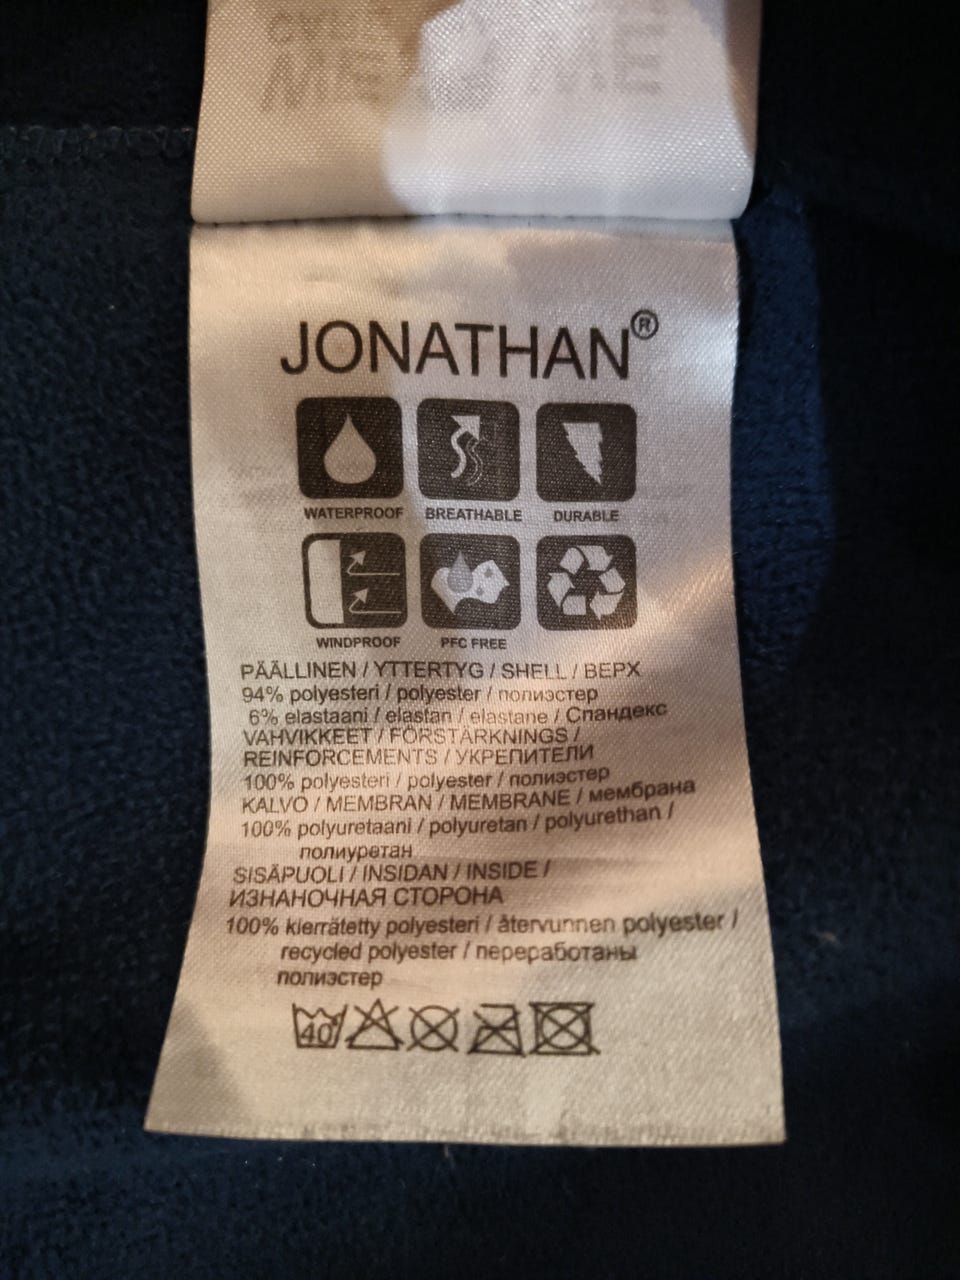 JONATHAN®
WATERPROOF BREATHABLE DURABLE
WINDPROOF PFC FREE
PÄÄLLINEN / YTTERTYG / SHELL / ВЕРХ
94% polyesteri / polyester / полиэстер
6% elastaani / elastan / elastane / Спандекс
VAHVIKKEET / FÖRSTÄRKNINGS /
REINFORCEMENTS / УКРЕПИТЕЛИ
100% polyesteri / polyester / полиэстер
KALVO / MEMBRAN / MEMBRANE / мембрана
100% polyuretaani / polyuretan / polyurethan /
полиуретан
SISÄPUOLI / INSIDAN / INSIDE /
ИЗНАНОЧНАЯ СТОРОНА
100% kierrätetty polyesteri / återvunnen polyester /
recycled polyester / переработаны
полиэстер
40